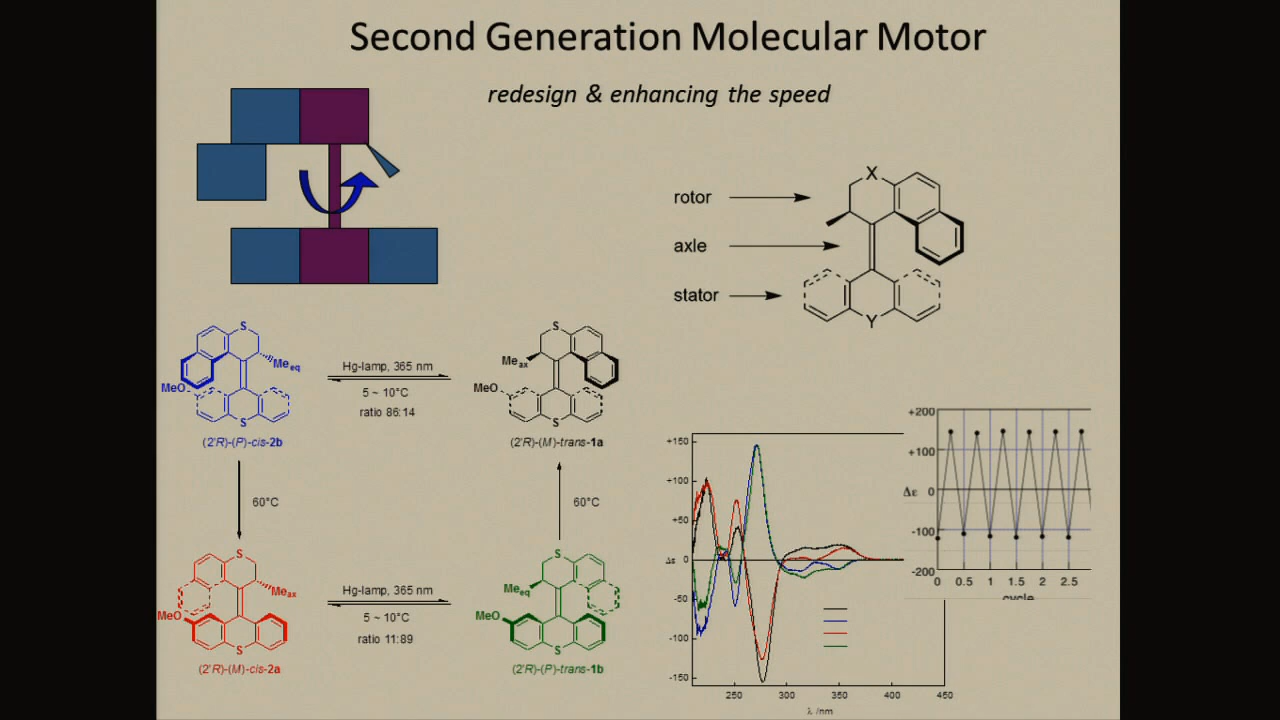 Second Generation Molecular Motor
redesign & enhancing the speed
rotor
axle
stator
X
Y
S
Me eq
MeO
S
(2'R)-(P)-cis-2b
Hg-lamp, 365 nm
5 ~ 10°C
ratio 86:14
S
Me ax
MeO
S
(2'R)-(M)-trans-1a
60°C
60°C
S
Me ax
MeO
S
(2'R)-(M)-cis-2a
Hg-lamp, 365 nm
5 ~ 10°C
ratio 11:89
S
Me eq
MeO
S
(2'R)-(P)-trans-1b
+150
+100
+50
Δε 0
-50
-100
-150
250 300 350 400 450
λ /nm
+200
+100
Δε 0
-100
-200
0 0.5 1 1.5 2 2.5
cycle